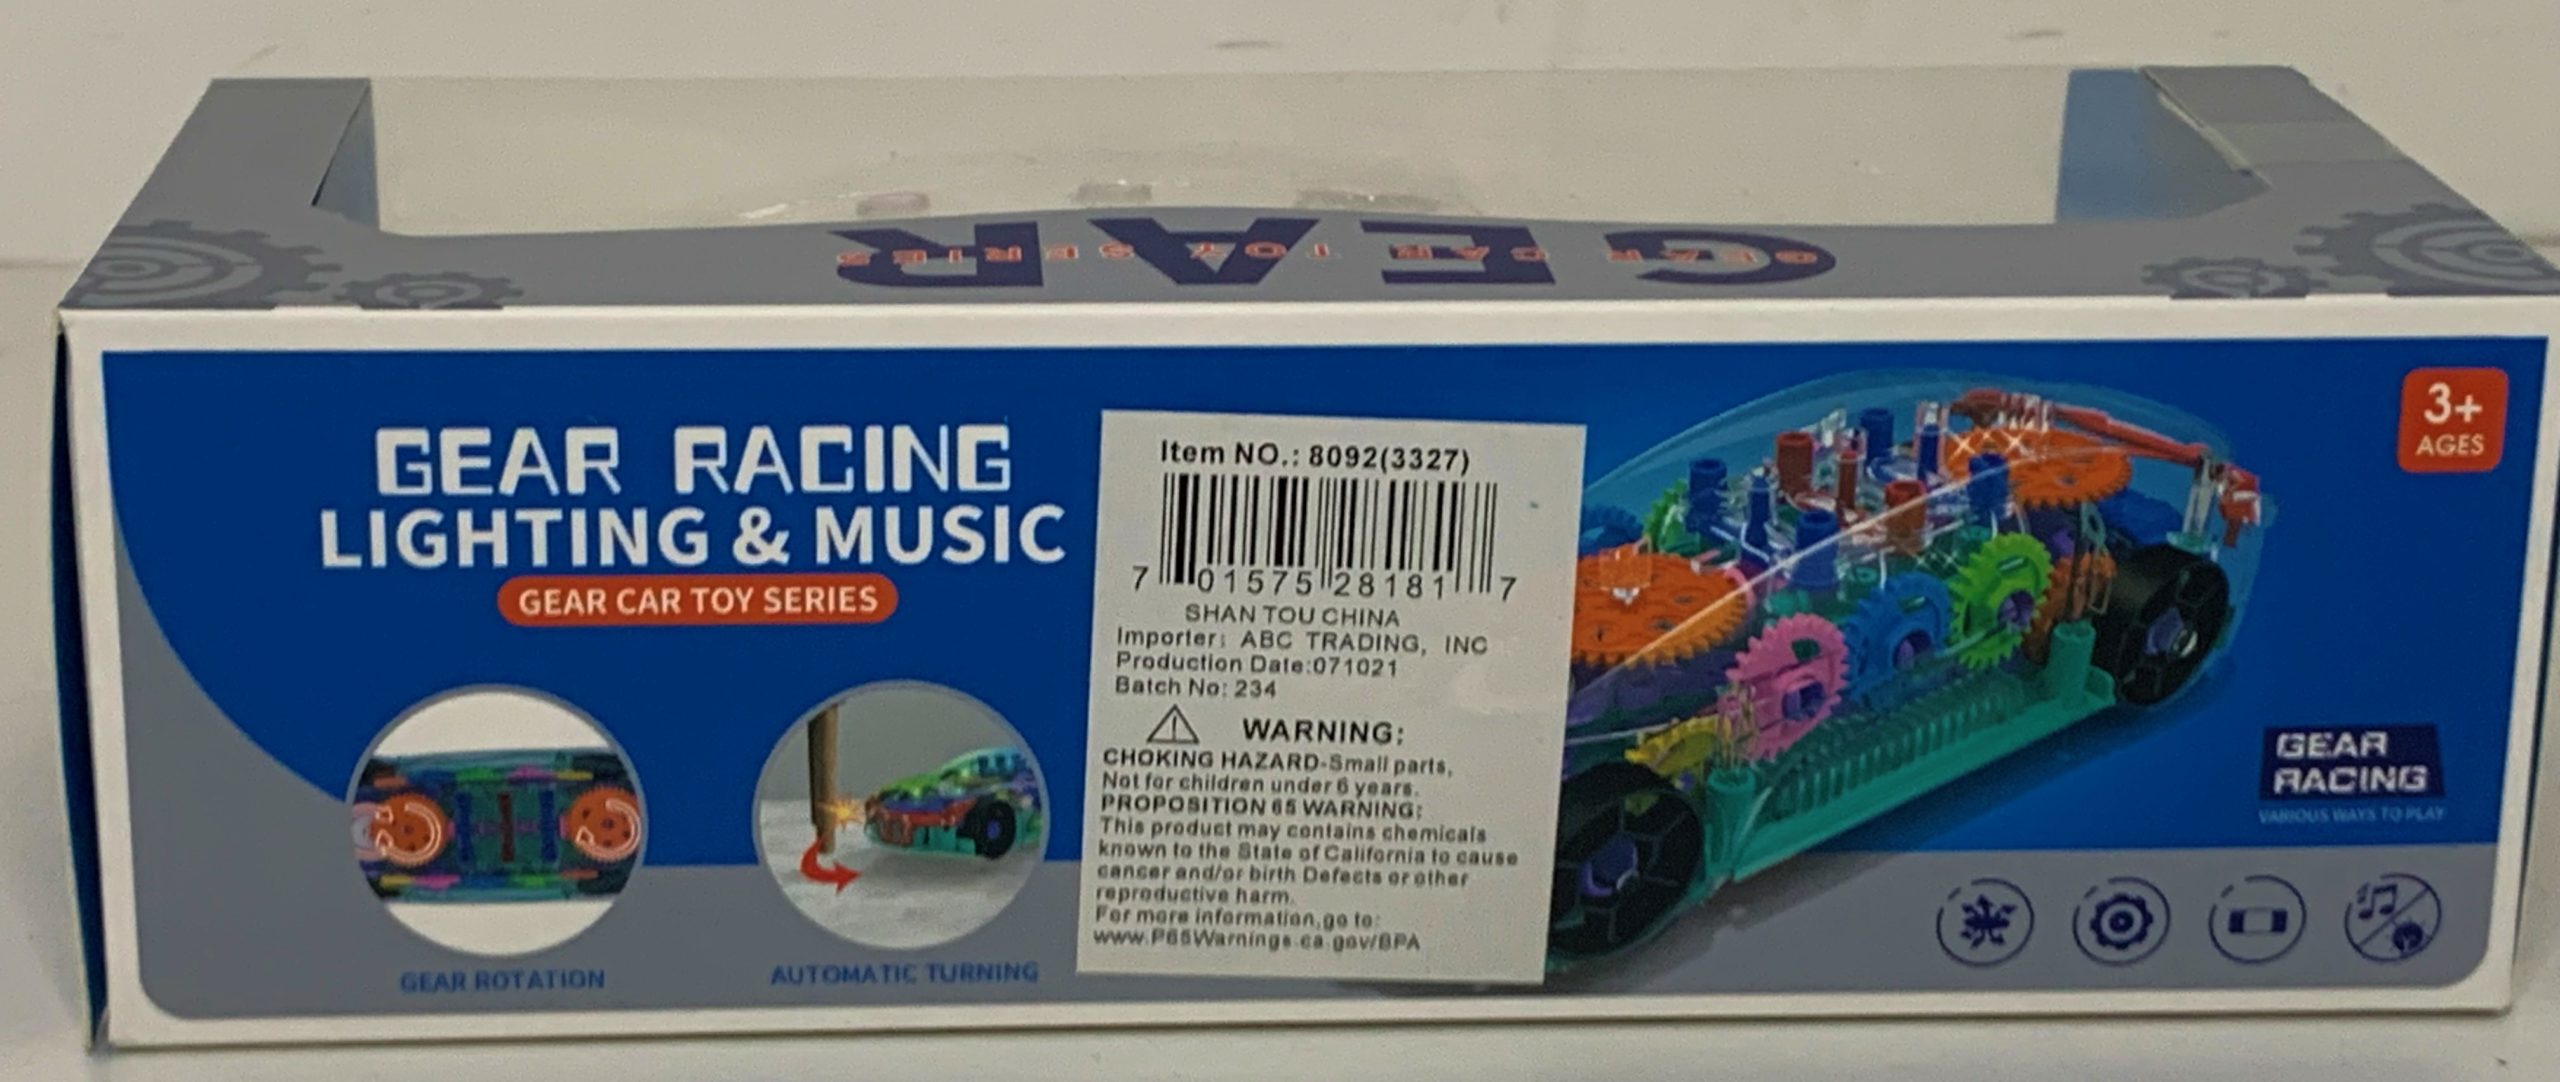 GEAR
GEAR CAR TOY SERIES
GEAR RACING
LIGHTING & MUSIC
GEAR CAR TOY SERIES
GEAR ROTATION
AUTOMATIC TURNING
Item NO.: 8092(3327)
7 01575 28181 7
SHAN TOU CHINA
Importer: ABC TRADING, INC
Production Date:071021
Batch No: 234
WARNING:
CHOKING HAZARD-Small parts,
Not for children under 6 years.
PROPOSITION 65 WARNING:
This product may contains chemicals
known to the State of California to cause
cancer and/or birth Defects or other
reproductive harm.
For more information,go to:
www.P65Warnings.ca.gov/BPA
3+
AGES
GEAR
RACING
VARIOUS WAYS TO PLAY